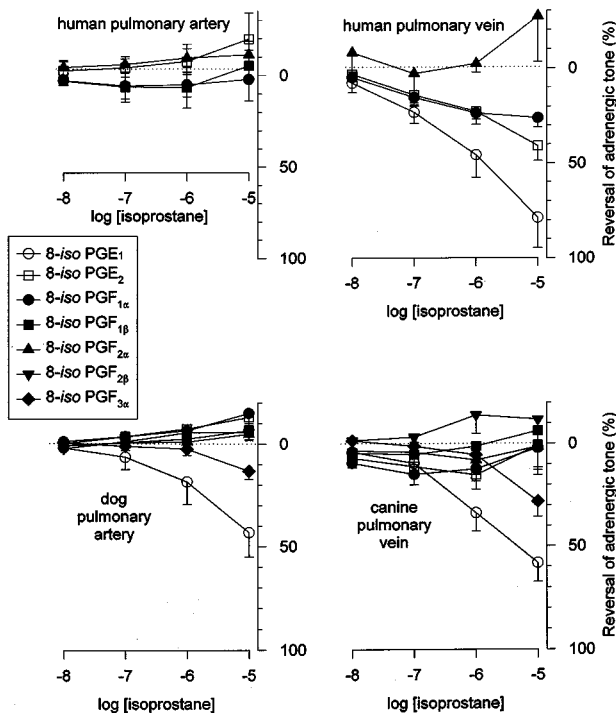 human pulmonary artery
0
50
100
-8 -7 -6 -5
log [isoprostane]
human pulmonary vein
0
50
100
Reversal of adrenergic tone (%)
-8 -7 -6 -5
log [isoprostane]
8-iso PGE1
8-iso PGE2
8-iso PGF1α
8-iso PGF1β
8-iso PGF2α
8-iso PGF2β
8-iso PGF3α
dog
pulmonary
artery
0
50
100
-8 -7 -6 -5
log [isoprostane]
canine
pulmonary
vein
0
50
100
Reversal of adrenergic tone (%)
-8 -7 -6 -5
log [isoprostane]